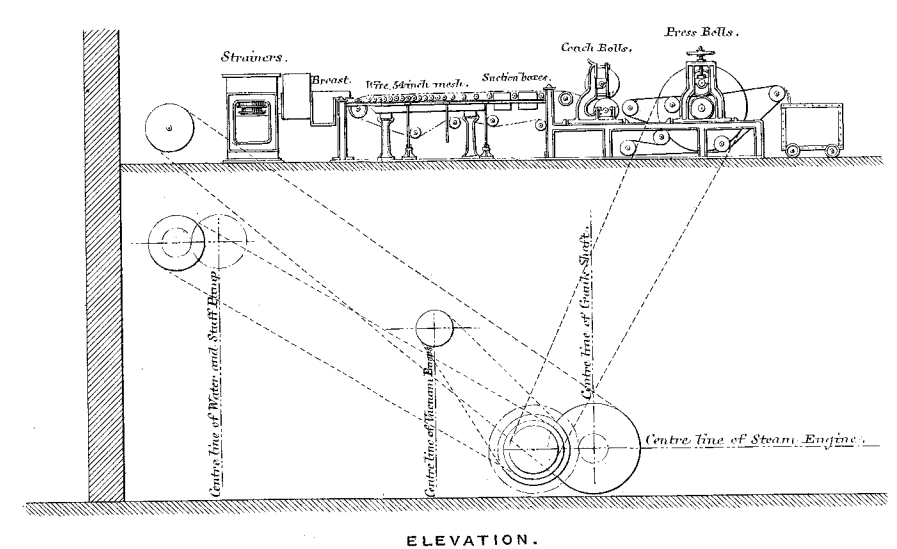 Press Rolls.
Couch Rolls.
Strainers.
Breast.
Wire, 54 inch mesh.
Suction boxes.
Centre line of Water and Stuff Pump
Centre line of Vacuum Pumps
Centre line of Crank Shaft.
Centre line of Steam Engine.
ELEVATION.